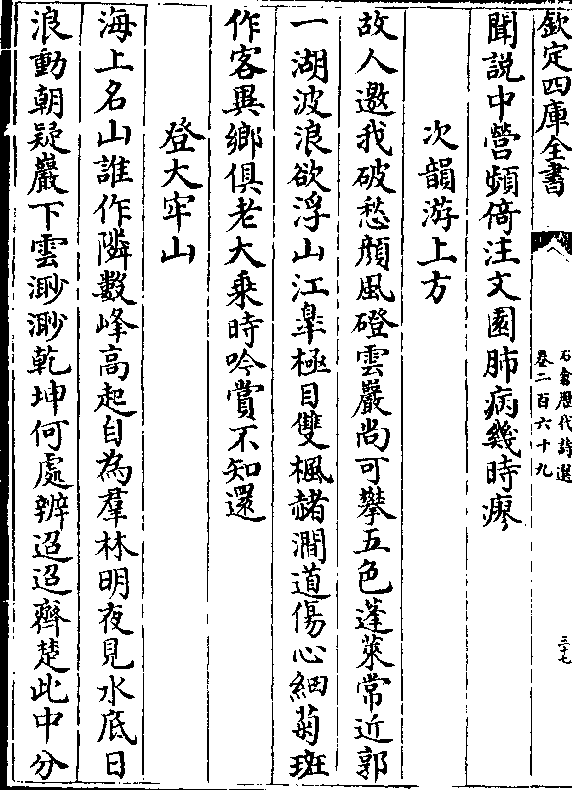 欽定四庫全書
石倉歷代詩選
卷二百六十九
三十七
聞說中營頻倚注文園肺病幾時瘳
次韻游上方
故人邀我破愁顔風磴雲巖尚可攀五色蓬萊常近郭
一湖波浪欲浮山江臯極目雙楓赭澗道傷心細菊斑
作客異鄉俱老大乘時吟賞不知還
登大牢山
海上名山誰作隣數峰高起自為羣林明夜見水底日
浪動朝疑巖下雲渺渺乾坤何處辨迢迢齊楚此中分